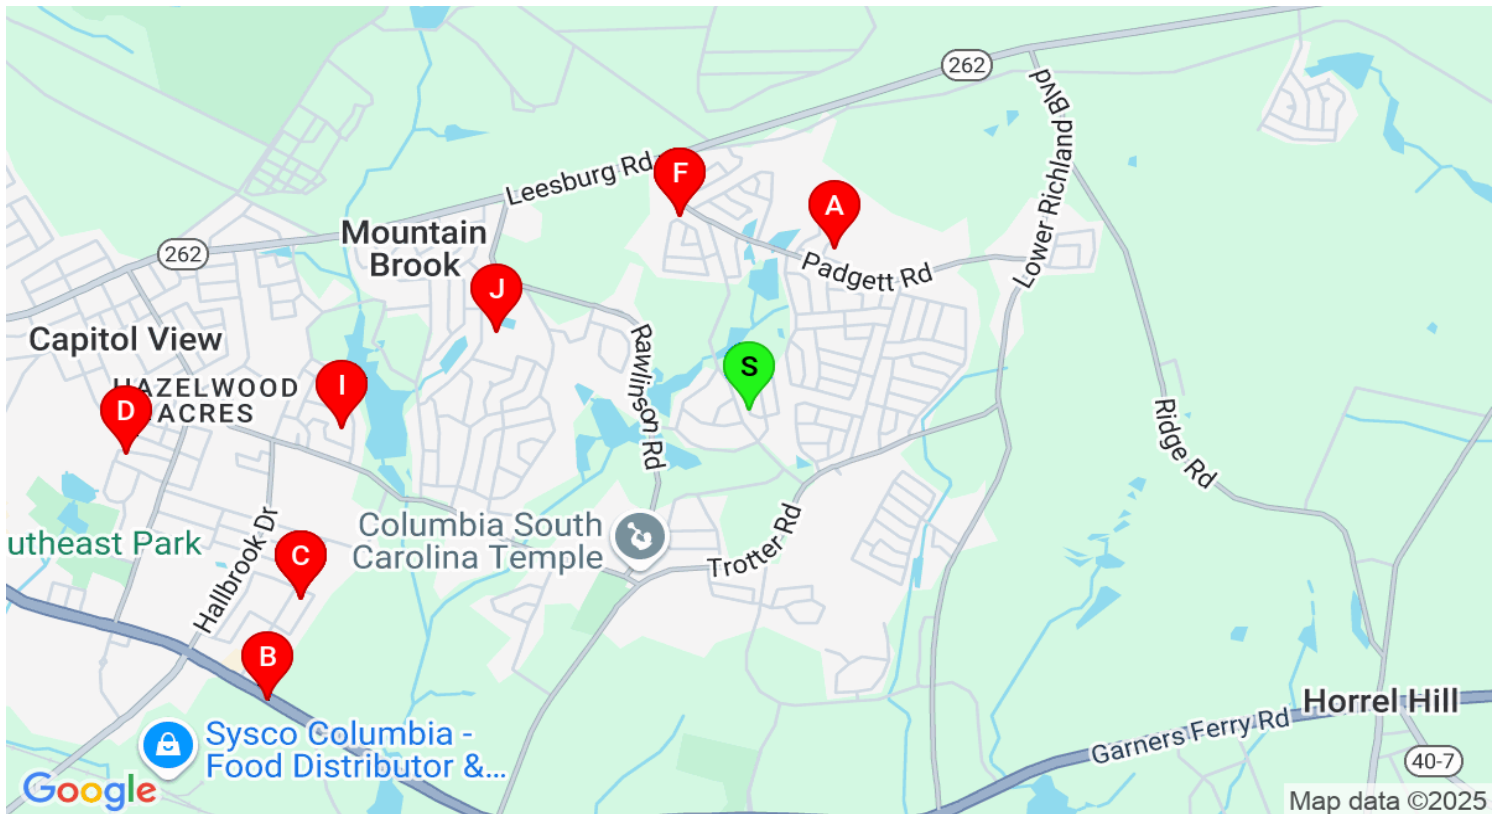 262
Lower Richland Blvd
Leesburg Rd
F
A
Mountain
Brook
262
Padgett Rd
J
Capitol View
Rawlinson Rd
S
HAZELWOOD
ACRES
I
D
Ridge Rd
Columbia South
Carolina Temple
utheast Park
Hallbrook Dr
C
Trotter Rd
B
Horrel Hill
Garners Ferry Rd
Sysco Columbia -
Food Distributor &...
40-7
Google
Map data ©2025